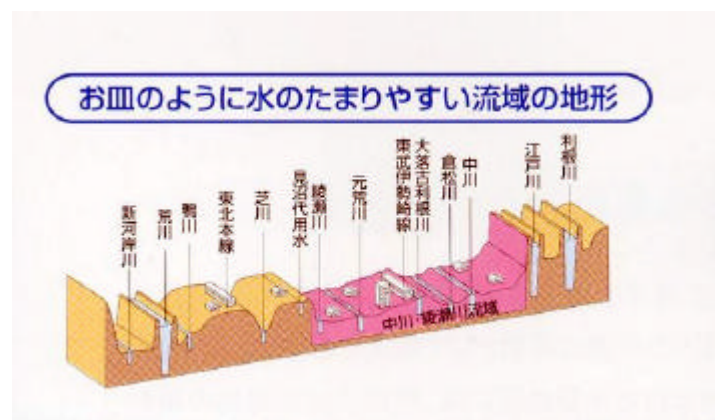 お皿のように水のたまりやすい流域の地形
新河岸川
荒川
鴨川
東北本線
芝川
見沼代用水
綾瀬川
元荒川
東武伊勢崎線
大落古利根川
倉松川
中川
江戸川
利根川
中川・綾瀬川流域